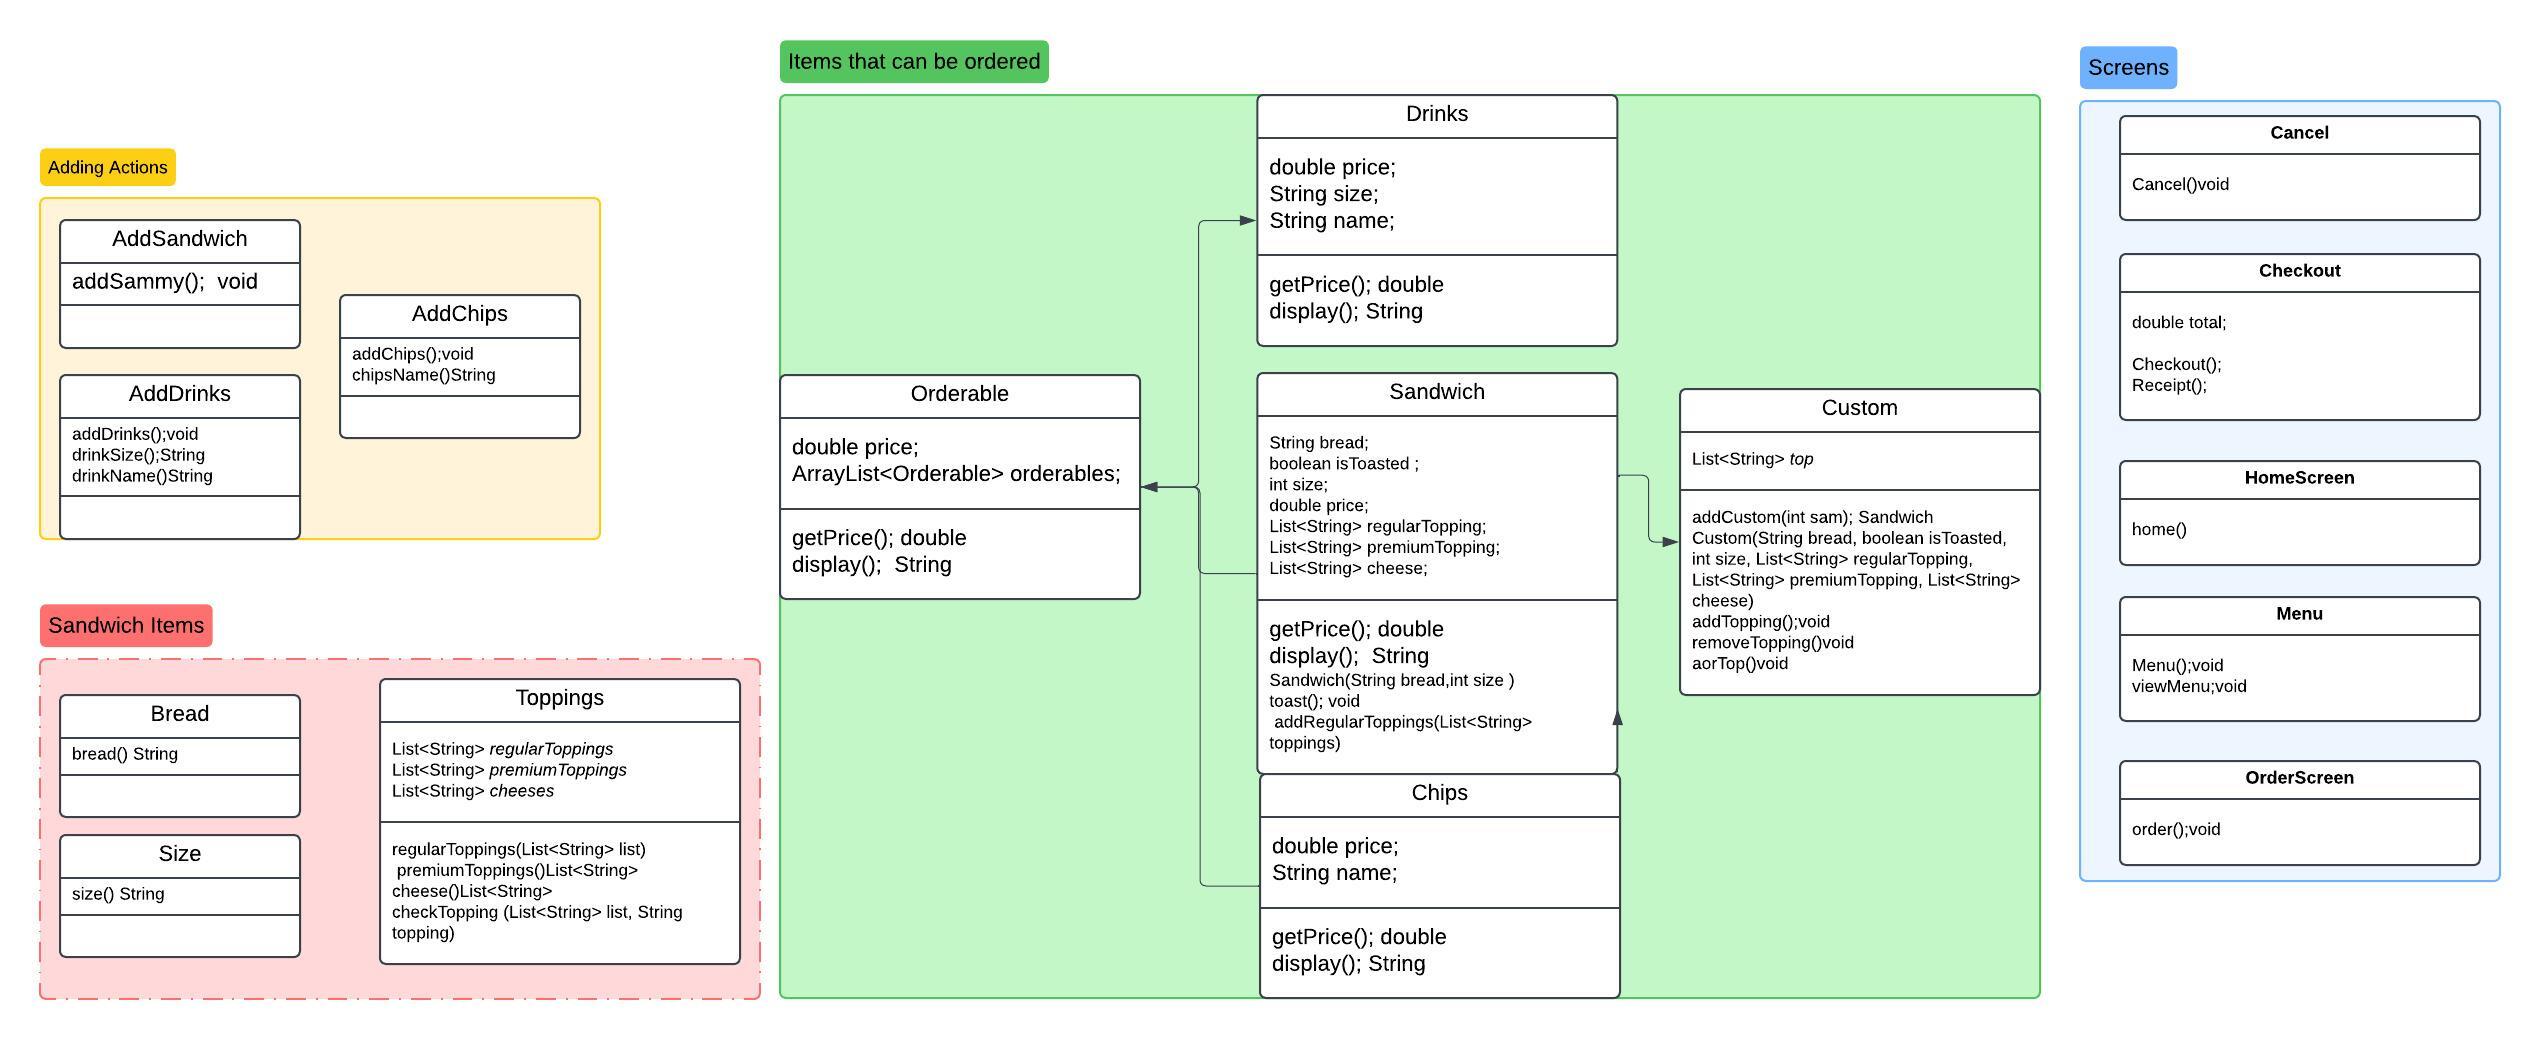 Adding Actions
AddSandwich
addSammy();  void
AddChips
addChips();void
chipsName()String
AddDrinks
addDrinks();void
drinkSize();String
drinkName()String
Sandwich Items
Bread
bread() String
Size
size() String
Toppings
List<String> regularToppings
List<String> premiumToppings
List<String> cheeses
regularToppings(List<String> list)
premiumToppings()List<String>
cheese()List<String>
checkTopping (List<String> list, String
topping)
Items that can be ordered
Orderable
double price;
ArrayList<Orderable> orderables;
getPrice(); double
display();  String
Drinks
double price;
String size;
String name;
getPrice(); double
display(); String
Sandwich
String bread;
boolean isToasted ;
int size;
double price;
List<String> regularTopping;
List<String> premiumTopping;
List<String> cheese;
getPrice(); double
display();  String
Sandwich(String bread,int size )
toast(); void
addRegularToppings(List<String>
toppings)
Chips
double price;
String name;
getPrice(); double
display(); String
Custom
List<String> top
addCustom(int sam); Sandwich
Custom(String bread, boolean isToasted,
int size, List<String> regularTopping,
List<String> premiumTopping, List<String>
cheese)
addTopping();void
removeTopping()void
aorTop()void
Screens
Cancel
Cancel()void
Checkout
double total;
Checkout();
Receipt();
HomeScreen
home()
Menu
Menu();void
viewMenu;void
OrderScreen
order();void